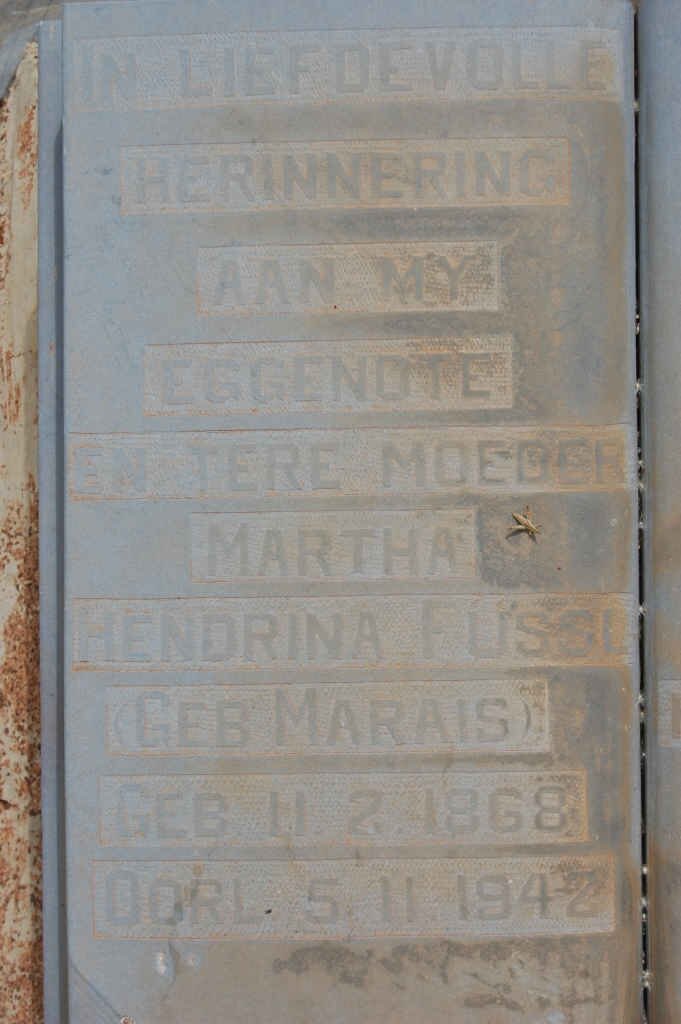 IN LIEFDEVOLLE
HERINNERING
AAN MY
EGGENOTE
EN TERE MOEDER
MARTHA
HENDRINA FUSSL
(GEB MARAIS)
GEB 11. 2. 1868
OORL 5. 11. 1942